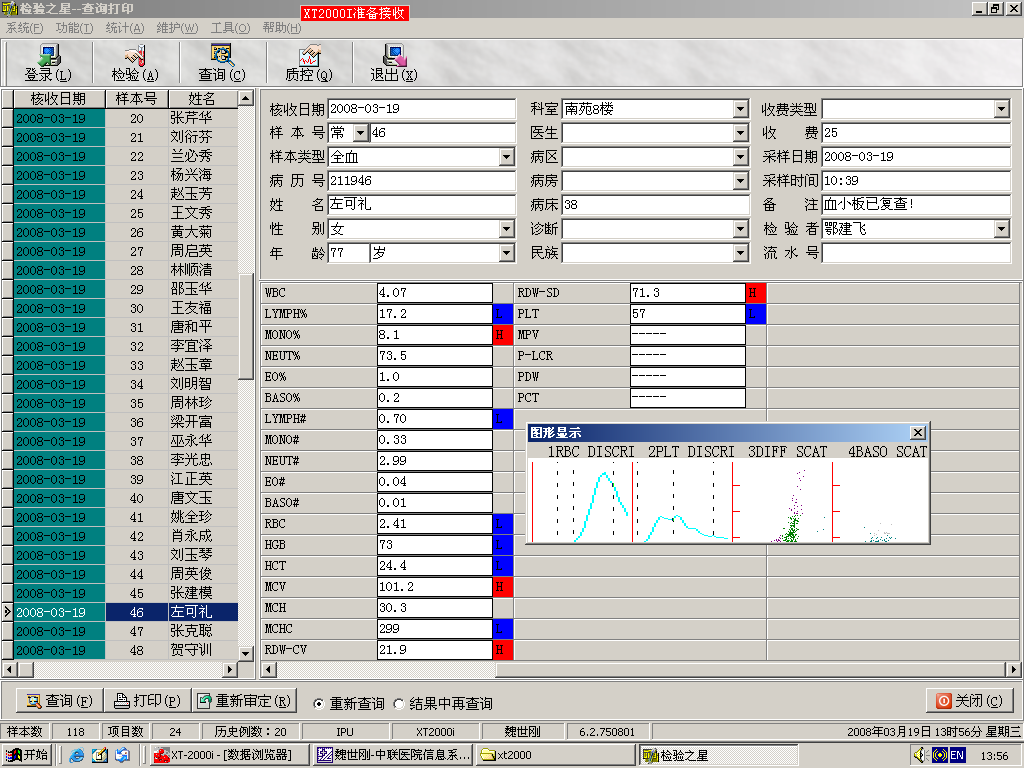 检验之星--查询打印
XT2000I准备接收
系统(F) 功能(T) 统计(A) 维护(W) 工具(O) 帮助(H)
登录(L) 检验(A) 查询(C) 质控(Q) 退出(X)
核收日期 样本号 姓名
2008-03-19 20 张芹华
2008-03-19 21 刘衍芬
2008-03-19 22 兰必秀
2008-03-19 23 杨兴海
2008-03-19 24 赵玉芳
2008-03-19 25 王文秀
2008-03-19 26 黄大菊
2008-03-19 27 周启英
2008-03-19 28 林顺清
2008-03-19 29 邵玉华
2008-03-19 30 王友福
2008-03-19 31 唐和平
2008-03-19 32 李宜泽
2008-03-19 33 赵玉章
2008-03-19 34 刘明智
2008-03-19 35 周林珍
2008-03-19 36 梁开富
2008-03-19 37 巫永华
2008-03-19 38 李光忠
2008-03-19 39 江正英
2008-03-19 40 唐文玉
2008-03-19 41 姚全珍
2008-03-19 42 肖永成
2008-03-19 43 刘玉琴
2008-03-19 44 周英俊
2008-03-19 45 张建模
2008-03-19 46 左可礼
2008-03-19 47 张克聪
2008-03-19 48 贺守训
核收日期 2008-03-19 科室 南苑8楼 收费类型
样本号 常 46 医生 收费 25
样本类型 全血 病区 采样日期 2008-03-19
病历号 211946 病房 采样时间 10:39
姓名 左可礼 病床 38 备注 血小板已复查!
性别 女 诊断 检验者 鄂建飞
年龄 77 岁 民族 流水号
WBC 4.07 RDW-SD 71.3 H
LYMPH% 17.2 L PLT 57 L
MONO% 8.1 H MPV -----
NEUT% 73.5 P-LCR -----
EO% 1.0 PDW -----
BASO% 0.2 PCT -----
LYMPH# 0.70 L
MONO# 0.33
NEUT# 2.99
EO# 0.04
BASO# 0.01
RBC 2.41 L
HGB 73 L
HCT 24.4 L
MCV 101.2 H
MCH 30.3
MCHC 299 L
RDW-CV 21.9 H
图形显示
1RBC DISCRI 2PLT DISCRI 3DIFF SCAT 4BASO SCAT
查询(F) 打印(P) 重新审定(R) 重新查询 结果中再查询 关闭(C)
样本数 118 项目数 24 历史例数：20 IPU XT2000i 魏世刚 6.2.750801 2008年03月19日 13时56分 星期三
开始 XT-2000i - [数据浏览器] 魏世刚-中联医院信息系... xt2000 检验之星 EN 13:56